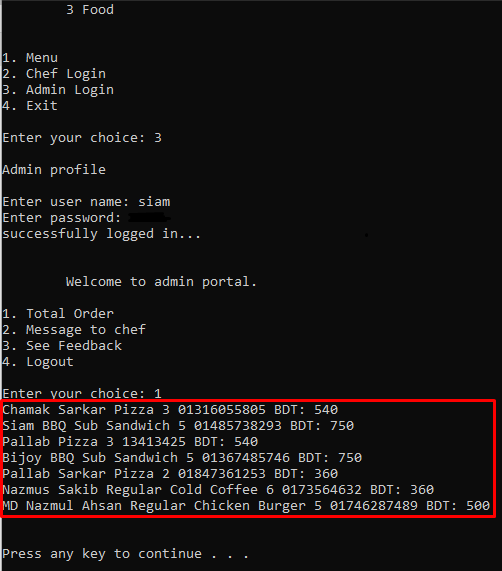 3 Food
1. Menu
2. Chef Login
3. Admin Login
4. Exit
Enter your choice: 3
Admin profile
Enter user name: siam
Enter password:
successfully logged in...
Welcome to admin portal.
1. Total Order
2. Message to chef
3. See Feedback
4. Logout
Enter your choice: 1
Chamak Sarkar Pizza 3 01316055805 BDT: 540
Siam BBQ Sub Sandwich 5 01485738293 BDT: 750
Pallab Pizza 3 13413425 BDT: 540
Bijoy BBQ Sub Sandwich 5 01367485746 BDT: 750
Pallab Sarkar Pizza 2 01847361253 BDT: 360
Nazmus Sakib Regular Cold Coffee 6 0173564632 BDT: 360
MD Nazmul Ahsan Regular Chicken Burger 5 01746287489 BDT: 500
Press any key to continue . . .